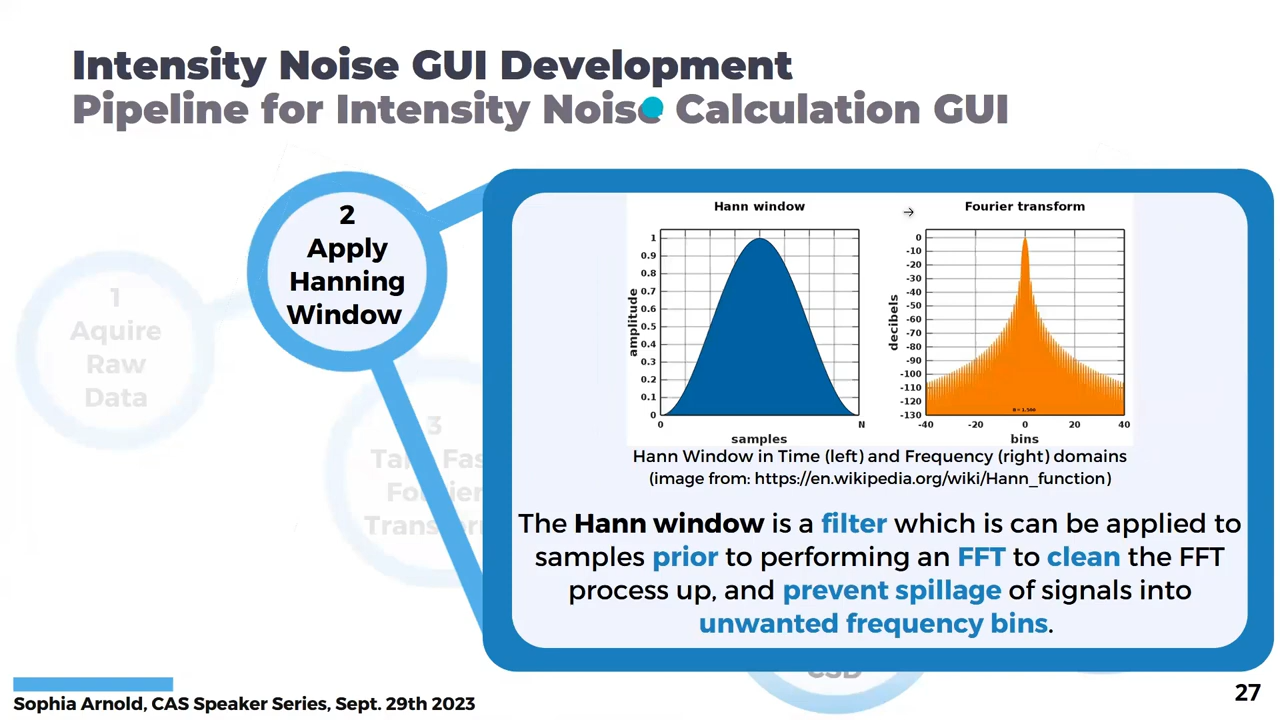 Intensity Noise GUI Development
Pipeline for Intensity Noise Calculation GUI
1
Aquire
Raw
Data
2
Apply
Hanning
Window
3
Hann window
amplitude
1
0.9
0.8
0.7
0.6
0.5
0.4
0.3
0.2
0.1
0
0 N
samples
→
Fourier transform
decibels
0
-10
-20
-30
-40
-50
-60
-70
-80
-90
-100
-110
-120
-130
-40 -20 0 20 40
bins
Hann Window in Time (left) and Frequency (right) domains
(image from: https://en.wikipedia.org/wiki/Hann_function)
The Hann window is a filter which is can be applied to
samples prior to performing an FFT to clean the FFT
process up, and prevent spillage of signals into
unwanted frequency bins.
CSD
Sophia Arnold, CAS Speaker Series, Sept. 29th 2023
27